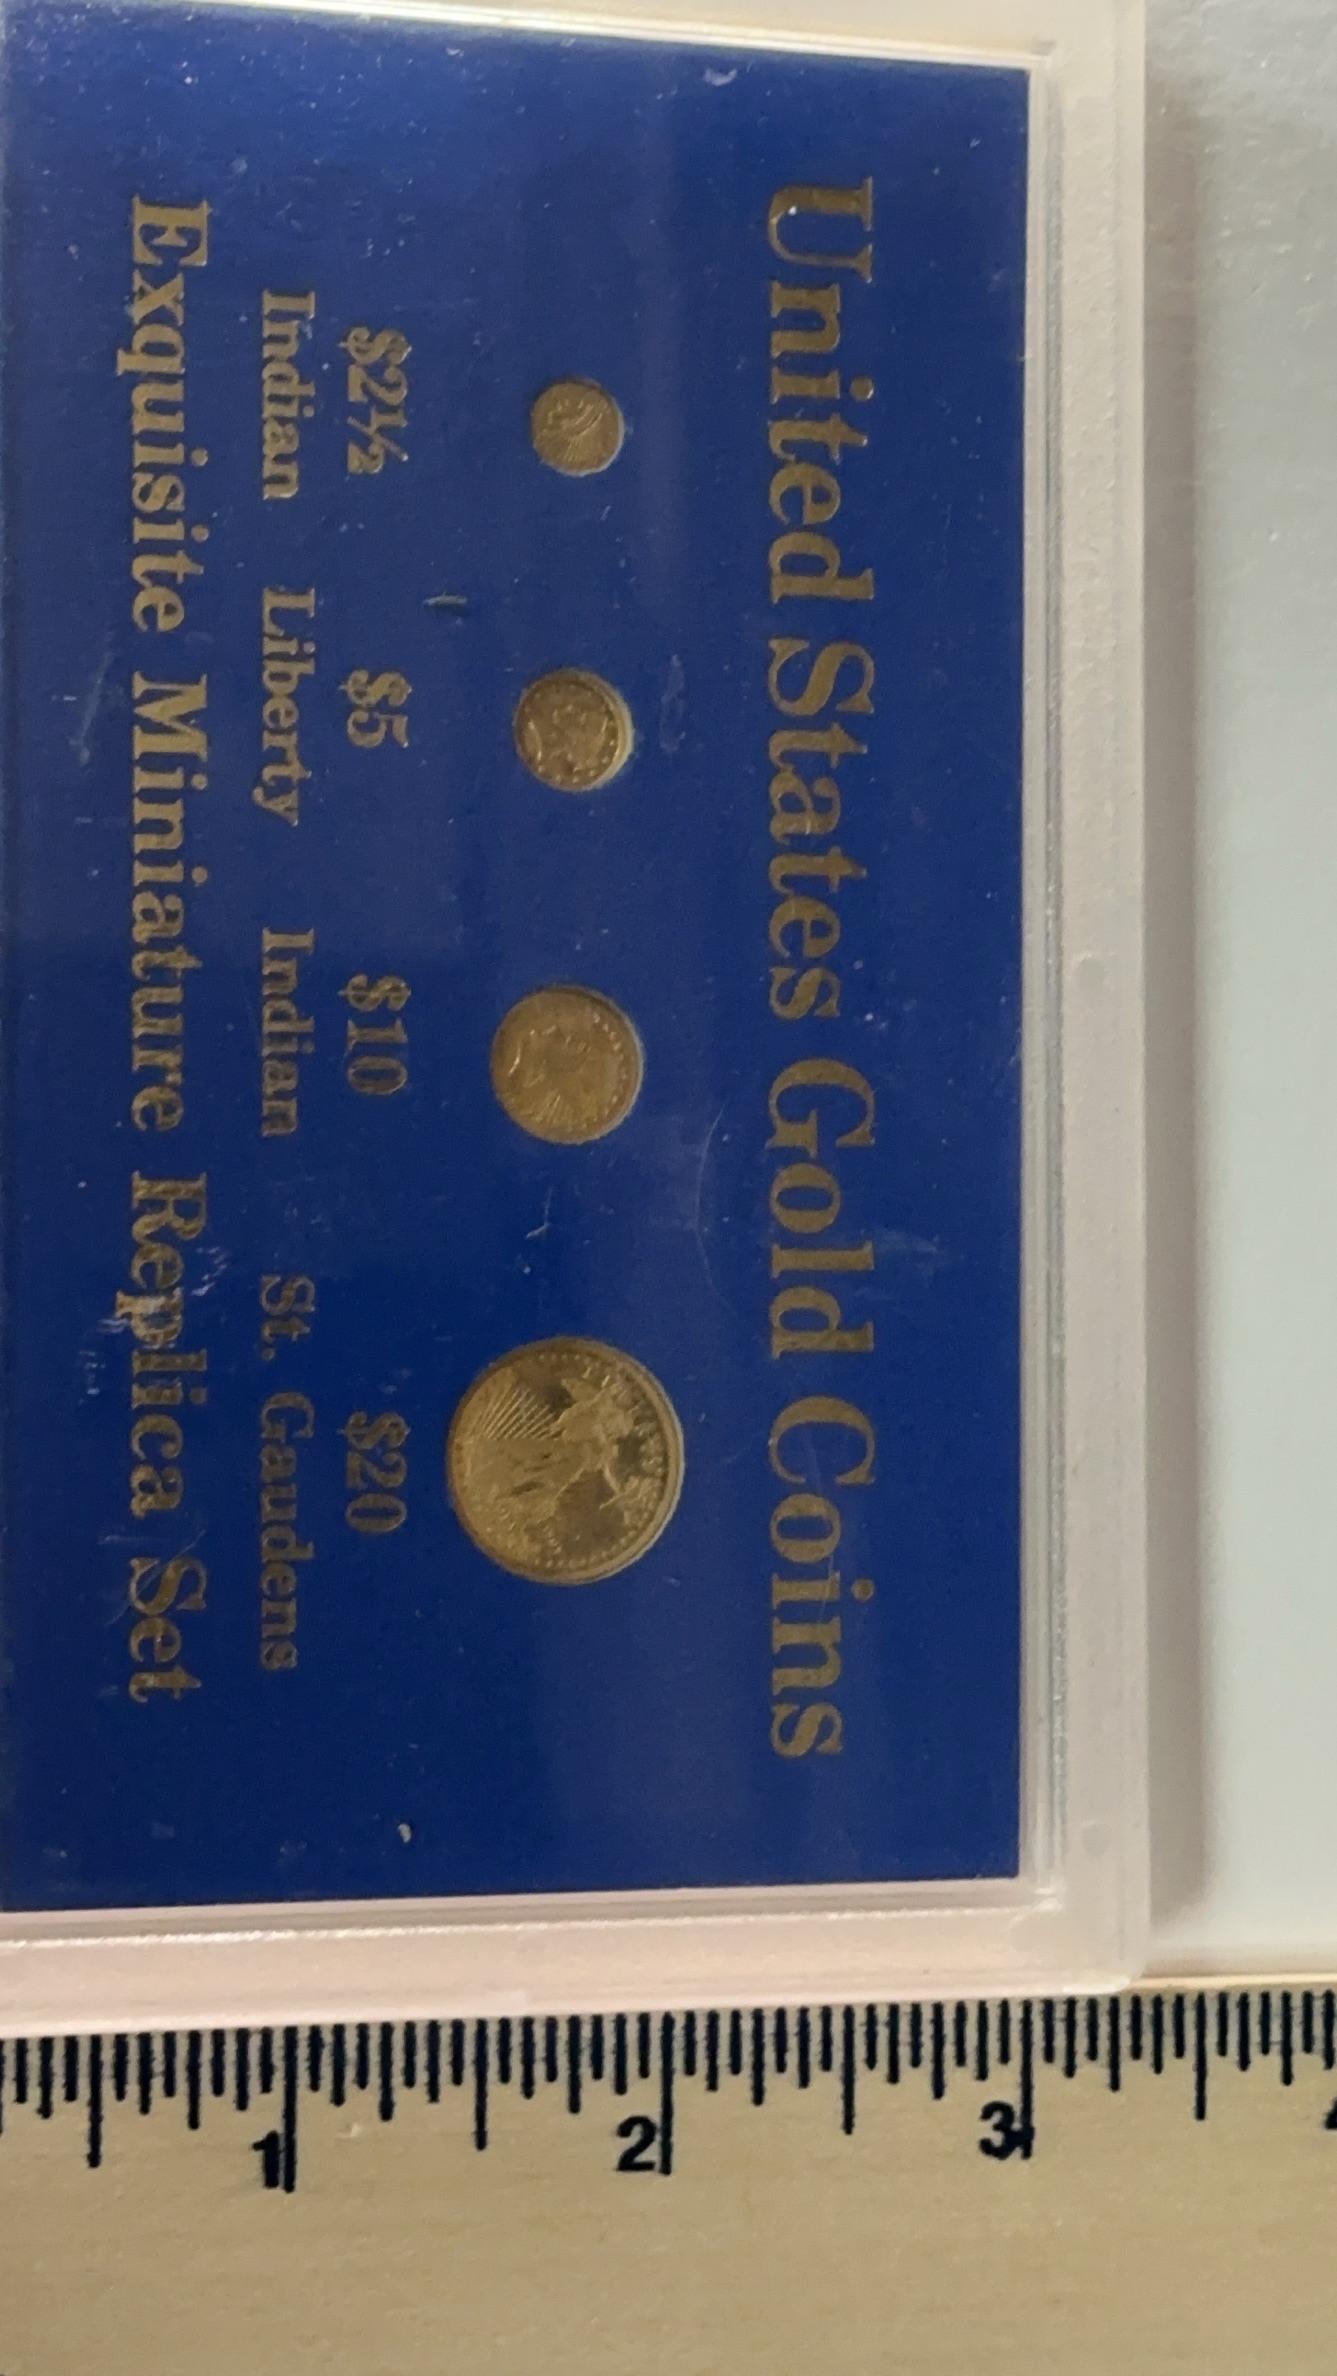 United States Gold Coins
$2½ $5 $10 $20
Indian Liberty Indian St. Gaudens
Exquisite Miniature Replica Set
1 2 3